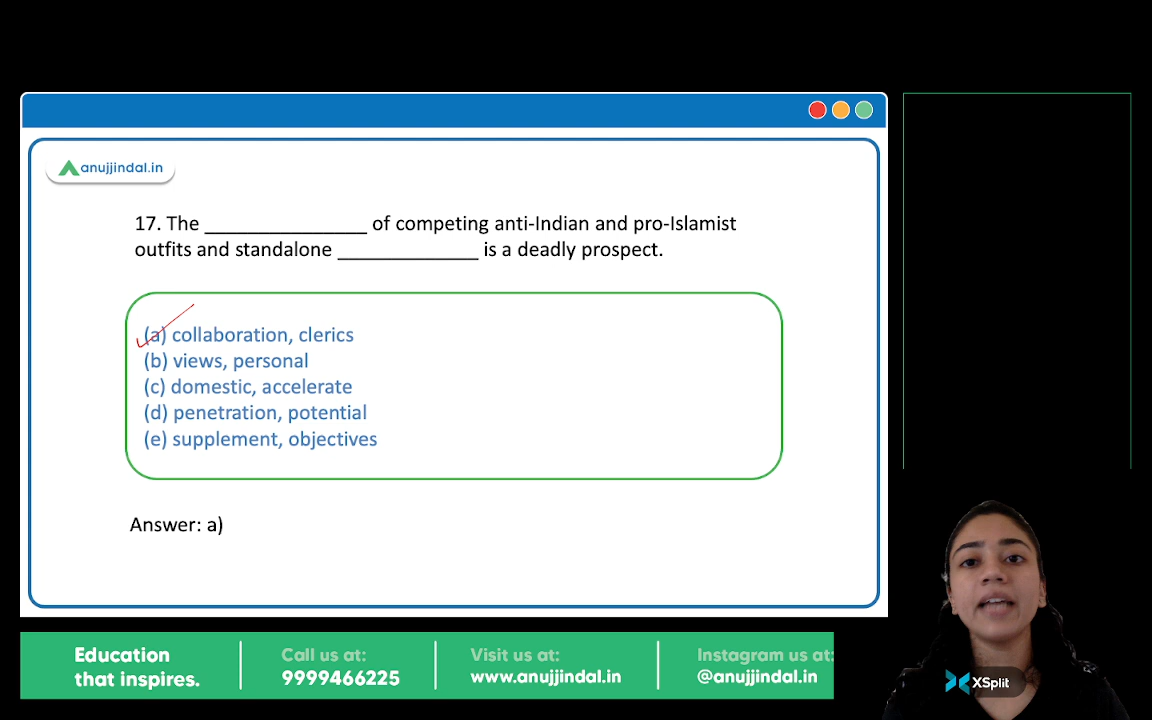 anujjindal.in
17. The _______________ of competing anti-Indian and pro-Islamist
outfits and standalone _____________ is a deadly prospect.
(a) collaboration, clerics
(b) views, personal
(c) domestic, accelerate
(d) penetration, potential
(e) supplement, objectives
Answer: a)
Education
that inspires.
Call us at:
9999466225
Visit us at:
www.anujjindal.in
Instagram us at:
@anujjindal.in
XSplit